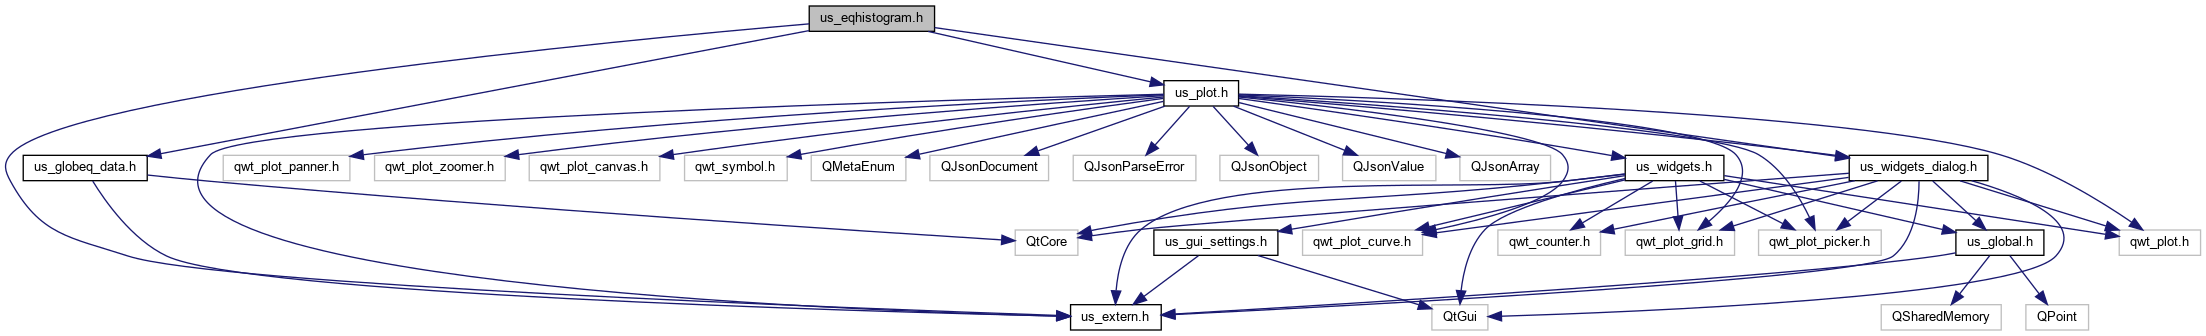 us_eqhistogram.h
us_plot.h
us_globeq_data.h
qwt_plot_panner.h
qwt_plot_zoomer.h
qwt_plot_canvas.h
qwt_symbol.h
QMetaEnum
QJsonDocument
QJsonParseError
QJsonObject
QJsonValue
QJsonArray
us_widgets.h
us_widgets_dialog.h
QtCore
us_gui_settings.h
qwt_plot_curve.h
qwt_counter.h
qwt_plot_grid.h
qwt_plot_picker.h
us_global.h
qwt_plot.h
us_extern.h
QtGui
QSharedMemory
QPoint